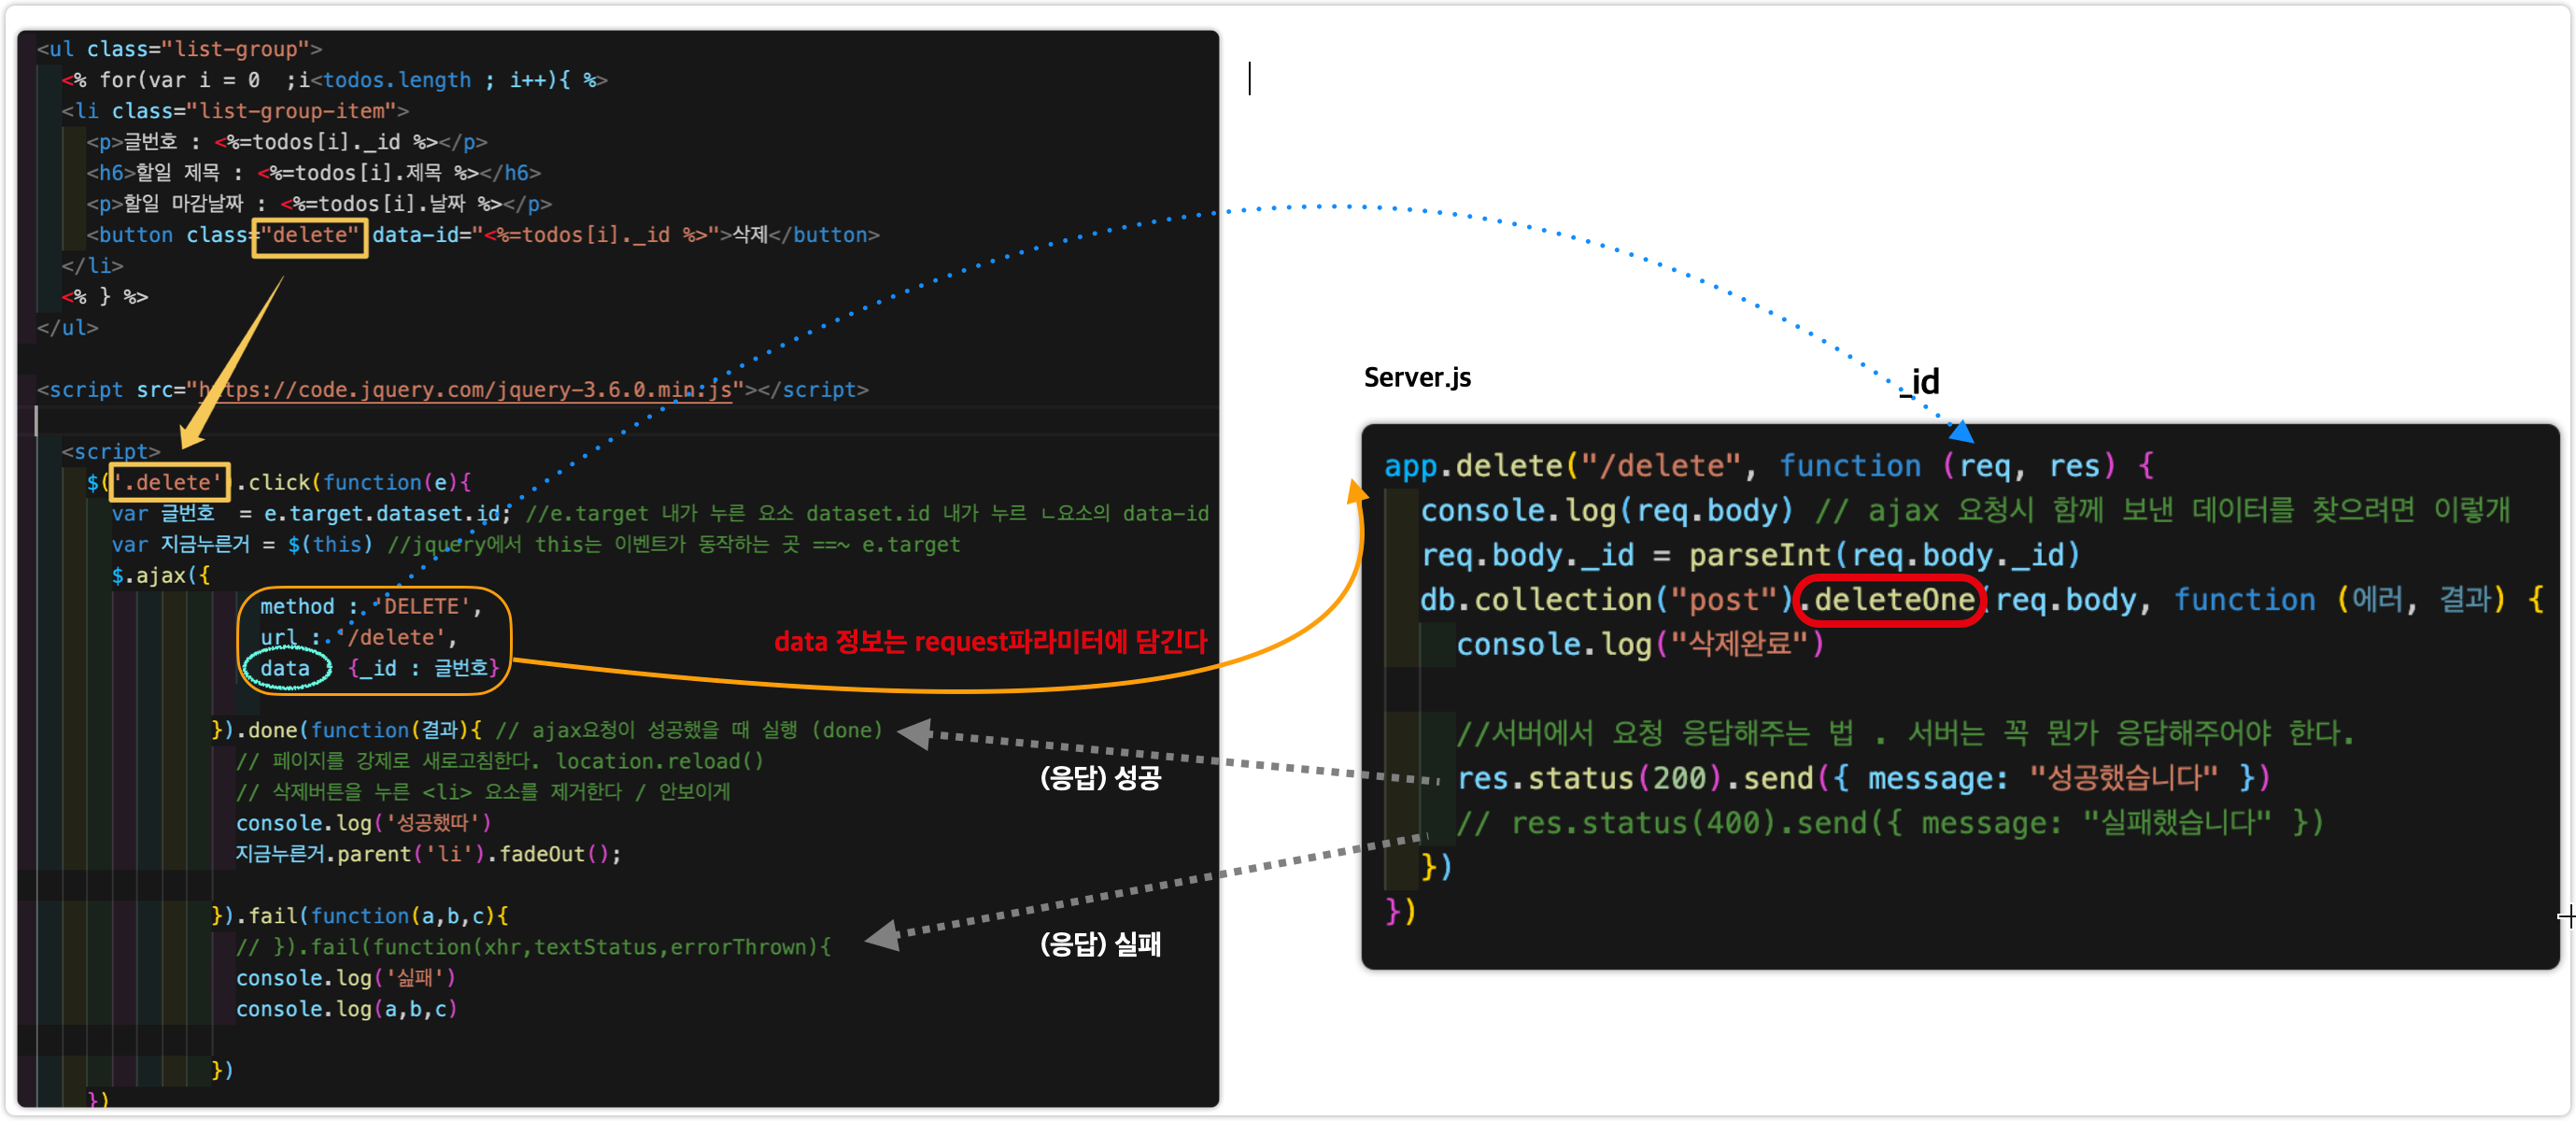 <ul class="list-group">
<% for(var i = 0  ;i<todos.length ; i++){ %>
<li class="list-group-item">
<p>글번호 : <%=todos[i]._id %></p>
<h6>할일 제목 : <%=todos[i].제목 %></h6>
<p>할일 마감날짜 : <%=todos[i].날짜 %></p>
<button class="delete" data-id="<%=todos[i]._id %>">삭제</button>
</li>
<% } %>
</ul>
<script src="https://code.jquery.com/jquery-3.6.0.min.js"></script>
<script>
$('.delete').click(function(e){
var 글번호  = e.target.dataset.id; //e.target 내가 누른 요소 dataset.id 내가 누르 ㄴ요소의 data-id
var 지금누른거 = $(this) //jquery에서 this는 이벤트가 동작하는 곳 ==~ e.target
$.ajax({
method : 'DELETE',
url : '/delete',
data {_id : 글번호}
}).done(function(결과){ // ajax요청이 성공했을 때 실행 (done)
// 페이지를 강제로 새로고침한다. location.reload()
// 삭제버튼을 누른 <li> 요소를 제거한다 / 안보이게
console.log('성공했따')
지금누른거.parent('li').fadeOut();
}).fail(function(a,b,c){
// }).fail(function(xhr,textStatus,errorThrown){
console.log('싪패')
console.log(a,b,c)
})
})
data 정보는 request파라미터에 담긴다
(응답) 성공
(응답) 실패
Server.js
_id
app.delete("/delete", function (req, res) {
console.log(req.body) // ajax 요청시 함께 보낸 데이터를 찾으려면 이렇개
req.body._id = parseInt(req.body._id)
db.collection("post").deleteOne(req.body, function (에러, 결과) {
console.log("삭제완료")
//서버에서 요청 응답해주는 법 . 서버는 꼭 뭔가 응답해주어야 한다.
res.status(200).send({ message: "성공했습니다" })
// res.status(400).send({ message: "실패했습니다" })
})
})